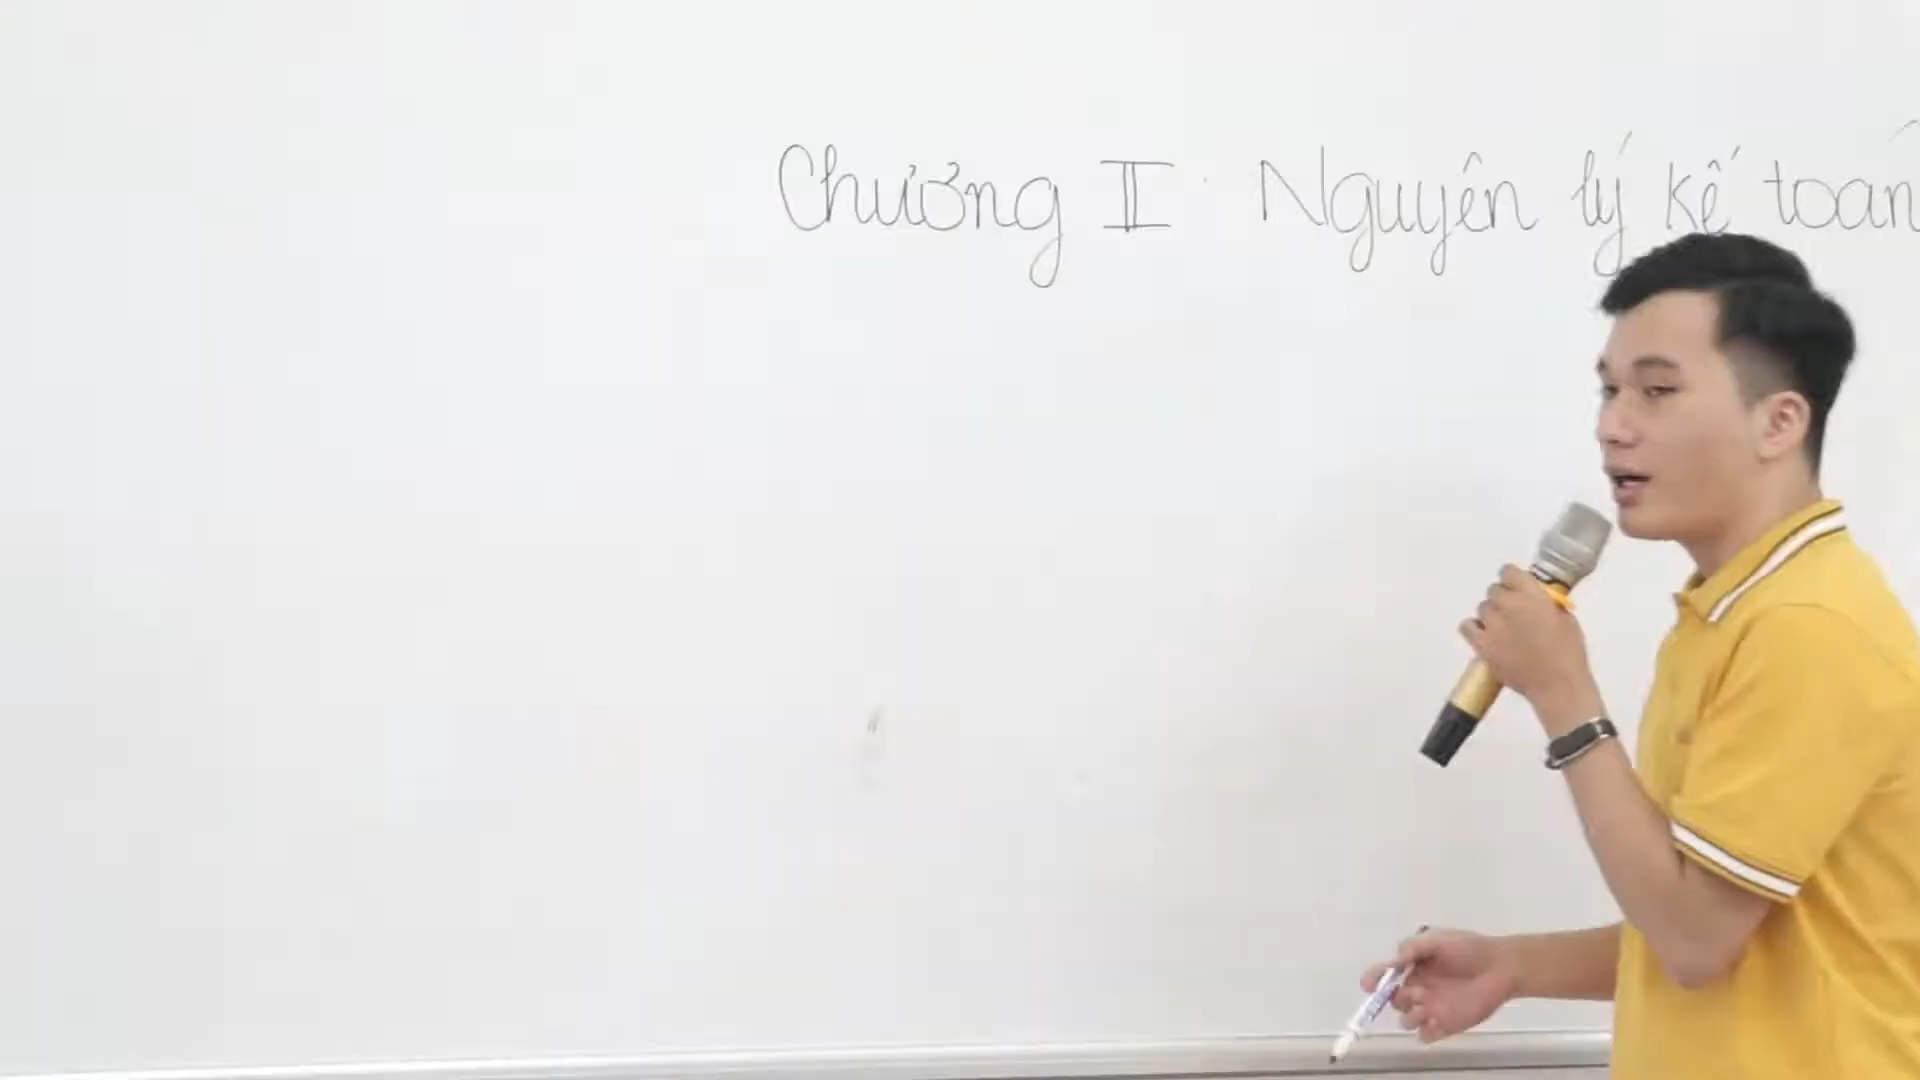 Chương II. Nguyên lý kế toán